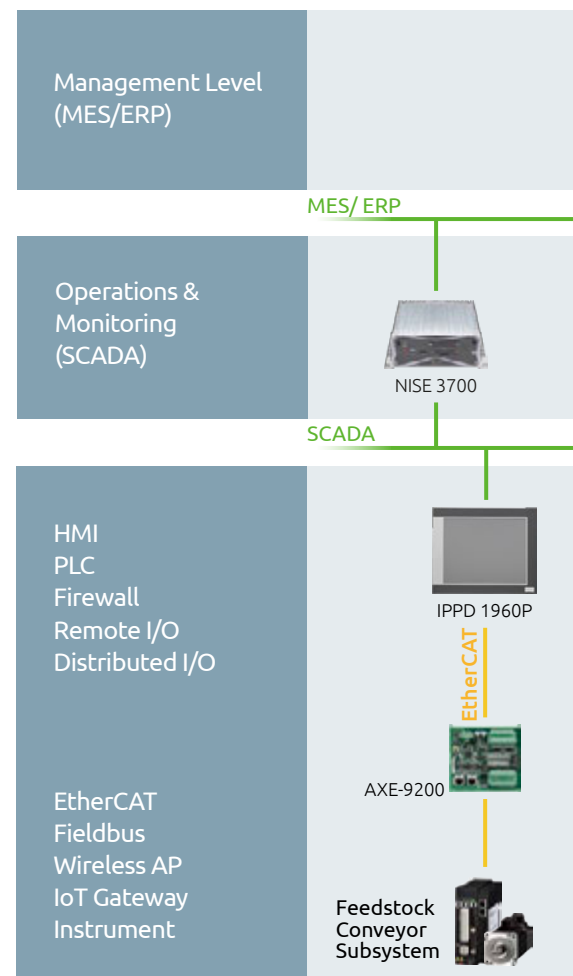 Management Level
(MES/ERP)
MES/ ERP
Operations &
Monitoring
(SCADA)
NISE 3700
SCADA
HMI
PLC
Firewall
Remote I/O
Distributed I/O
IPPD 1960P
EtherCAT
AXE-9200
EtherCAT
Fieldbus
Wireless AP
IoT Gateway
Instrument
Feedstock
Conveyor
Subsystem